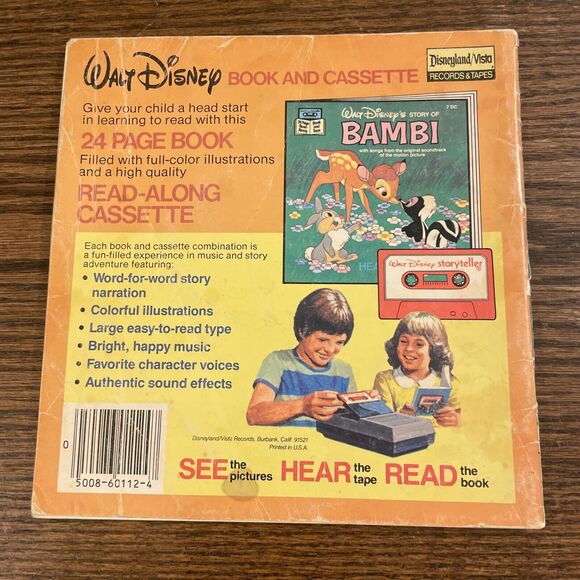 WALT DISNEY BOOK AND CASSETTE
Disneyland/Vista
RECORDS & TAPES
Give your child a head start
in learning to read with this
24 PAGE BOOK
Filled with full-color illustrations
and a high quality
READ-ALONG
CASSETTE
WALT DISNEY'S STORY OF
7 DC
BAMBI
with songs from the original soundtrack
of the motion picture
HEA
WALT DISNEY storyteller
Each book and cassette combination is
a fun-filled experience in music and story
adventure featuring:
• Word-for-word story
narration
• Colorful illustrations
• Large easy-to-read type
• Bright, happy music
• Favorite character voices
• Authentic sound effects
Disneyland/Vista Records, Burbank, Calif. 91521
Printed in U.S.A.
0
5008-60112-4
SEE the pictures HEAR the tape READ the book